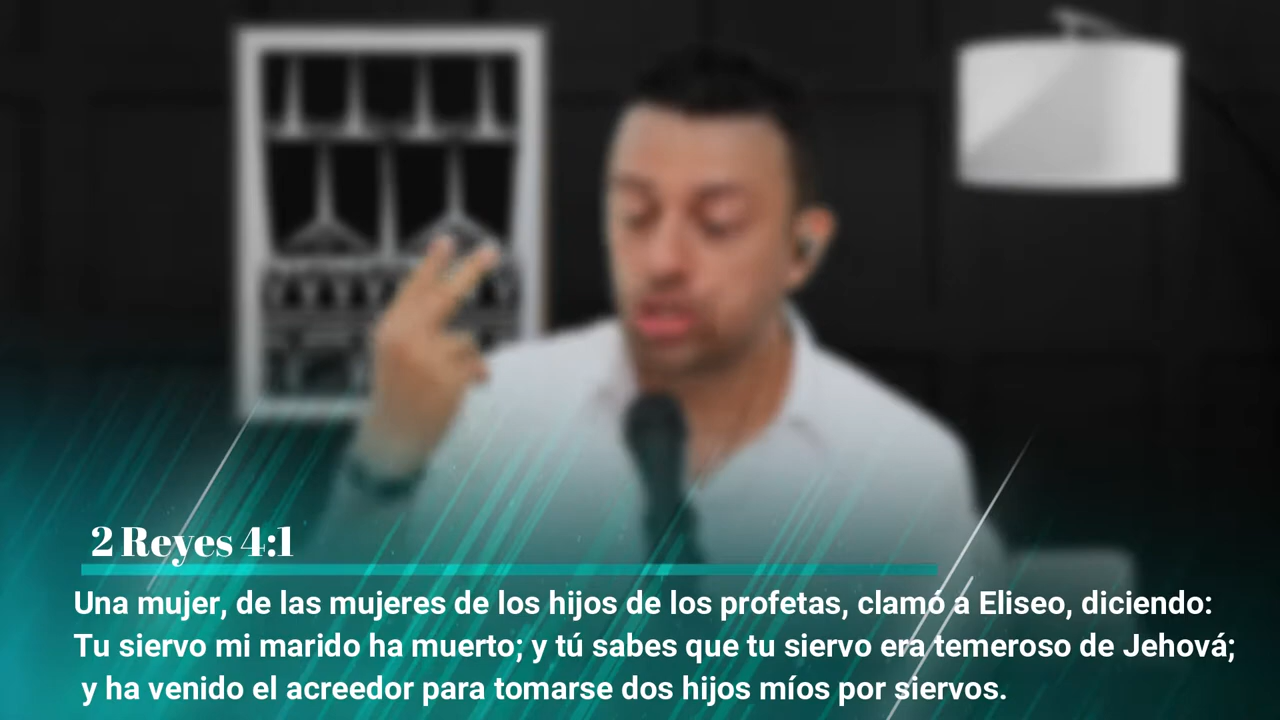 2 Reyes 4:1
Una mujer, de las mujeres de los hijos de los profetas, clamó a Eliseo, diciendo:
Tu siervo mi marido ha muerto; y tú sabes que tu siervo era temeroso de Jehová;
y ha venido el acreedor para tomarse dos hijos míos por siervos.